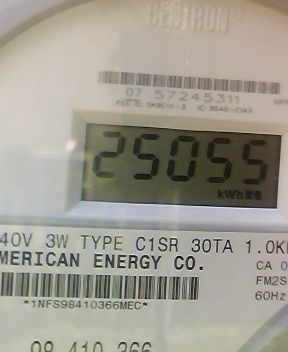 CENTRON®
07 57245311
25055
kWh
40V 3W TYPE C1SR 30TA 1.0K
MERICAN ENERGY CO.
CA 0
FM2S
60Hz
*1NFS98410366MEC*
98 410 366